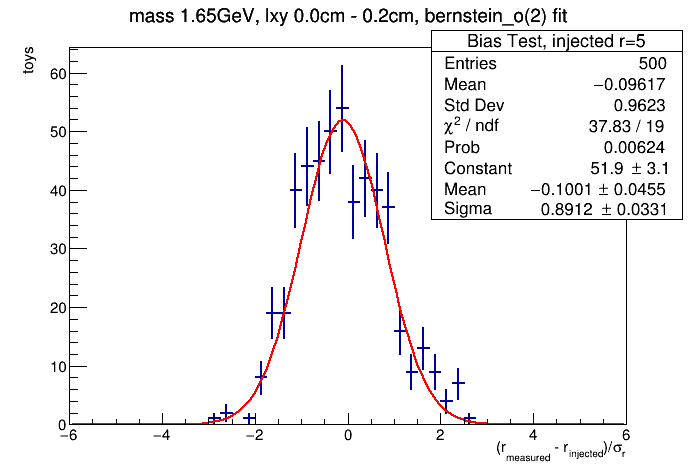 mass 1.65GeV, lxy 0.0cm - 0.2cm, bernstein_o(2) fit
Bias Test, injected r=5
Entries 500
Mean −0.09617
Std Dev 0.9623
χ² / ndf 37.83 / 19
Prob 0.00624
Constant 51.9 ± 3.1
Mean −0.1001 ± 0.0455
Sigma 0.8912 ± 0.0331
toys
60
50
40
30
20
10
0
−6 −4 −2 0 2 4 6
(r_measured - r_injected)/σ_r